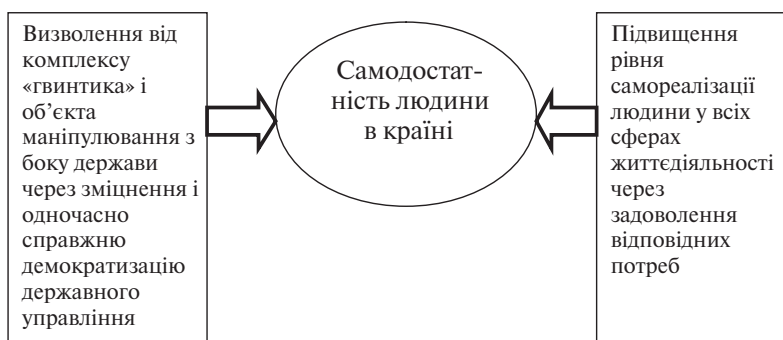 Визволення від
комплексу
«гвинтика» і
об’єкта
маніпулювання з
боку держави
через зміцнення і
одночасно
справжню
демократизацію
державного
управління
Самодостат-
ність людини
в країні
Підвищення
рівня
самореалізації
людини у всіх
сферах
життєдіяльності
через
задоволення
відповідних
потреб